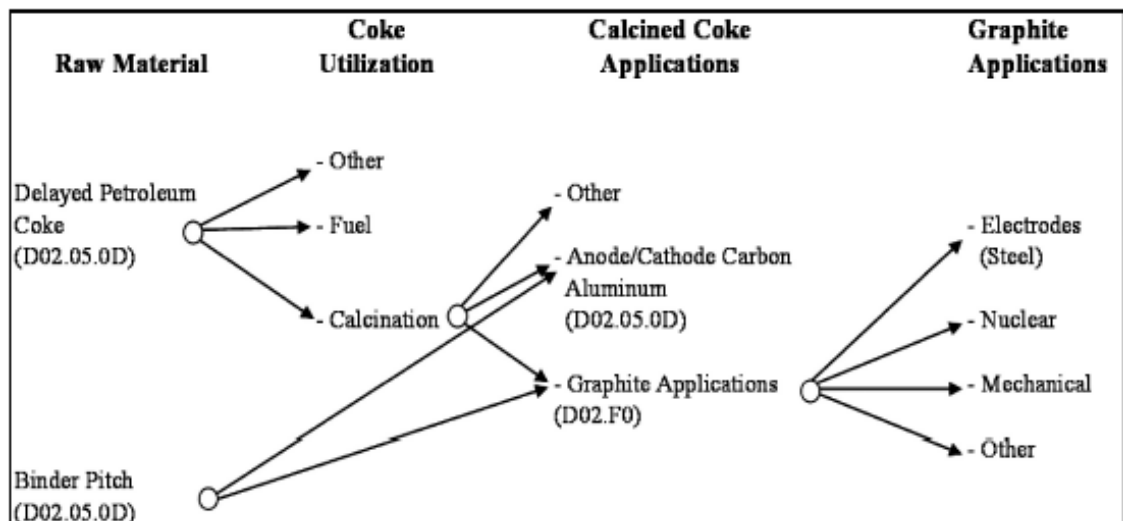 Raw Material
Coke
Utilization
Calcined Coke
Applications
Graphite
Applications
Delayed Petroleum
Coke
(D02.05.0D)
Binder Pitch
(D02.05.0D)
- Other
- Fuel
- Calcination
- Other
- Anode/Cathode Carbon
Aluminum
(D02.05.0D)
- Graphite Applications
(D02.F0)
- Electrodes
(Steel)
- Nuclear
- Mechanical
- Other